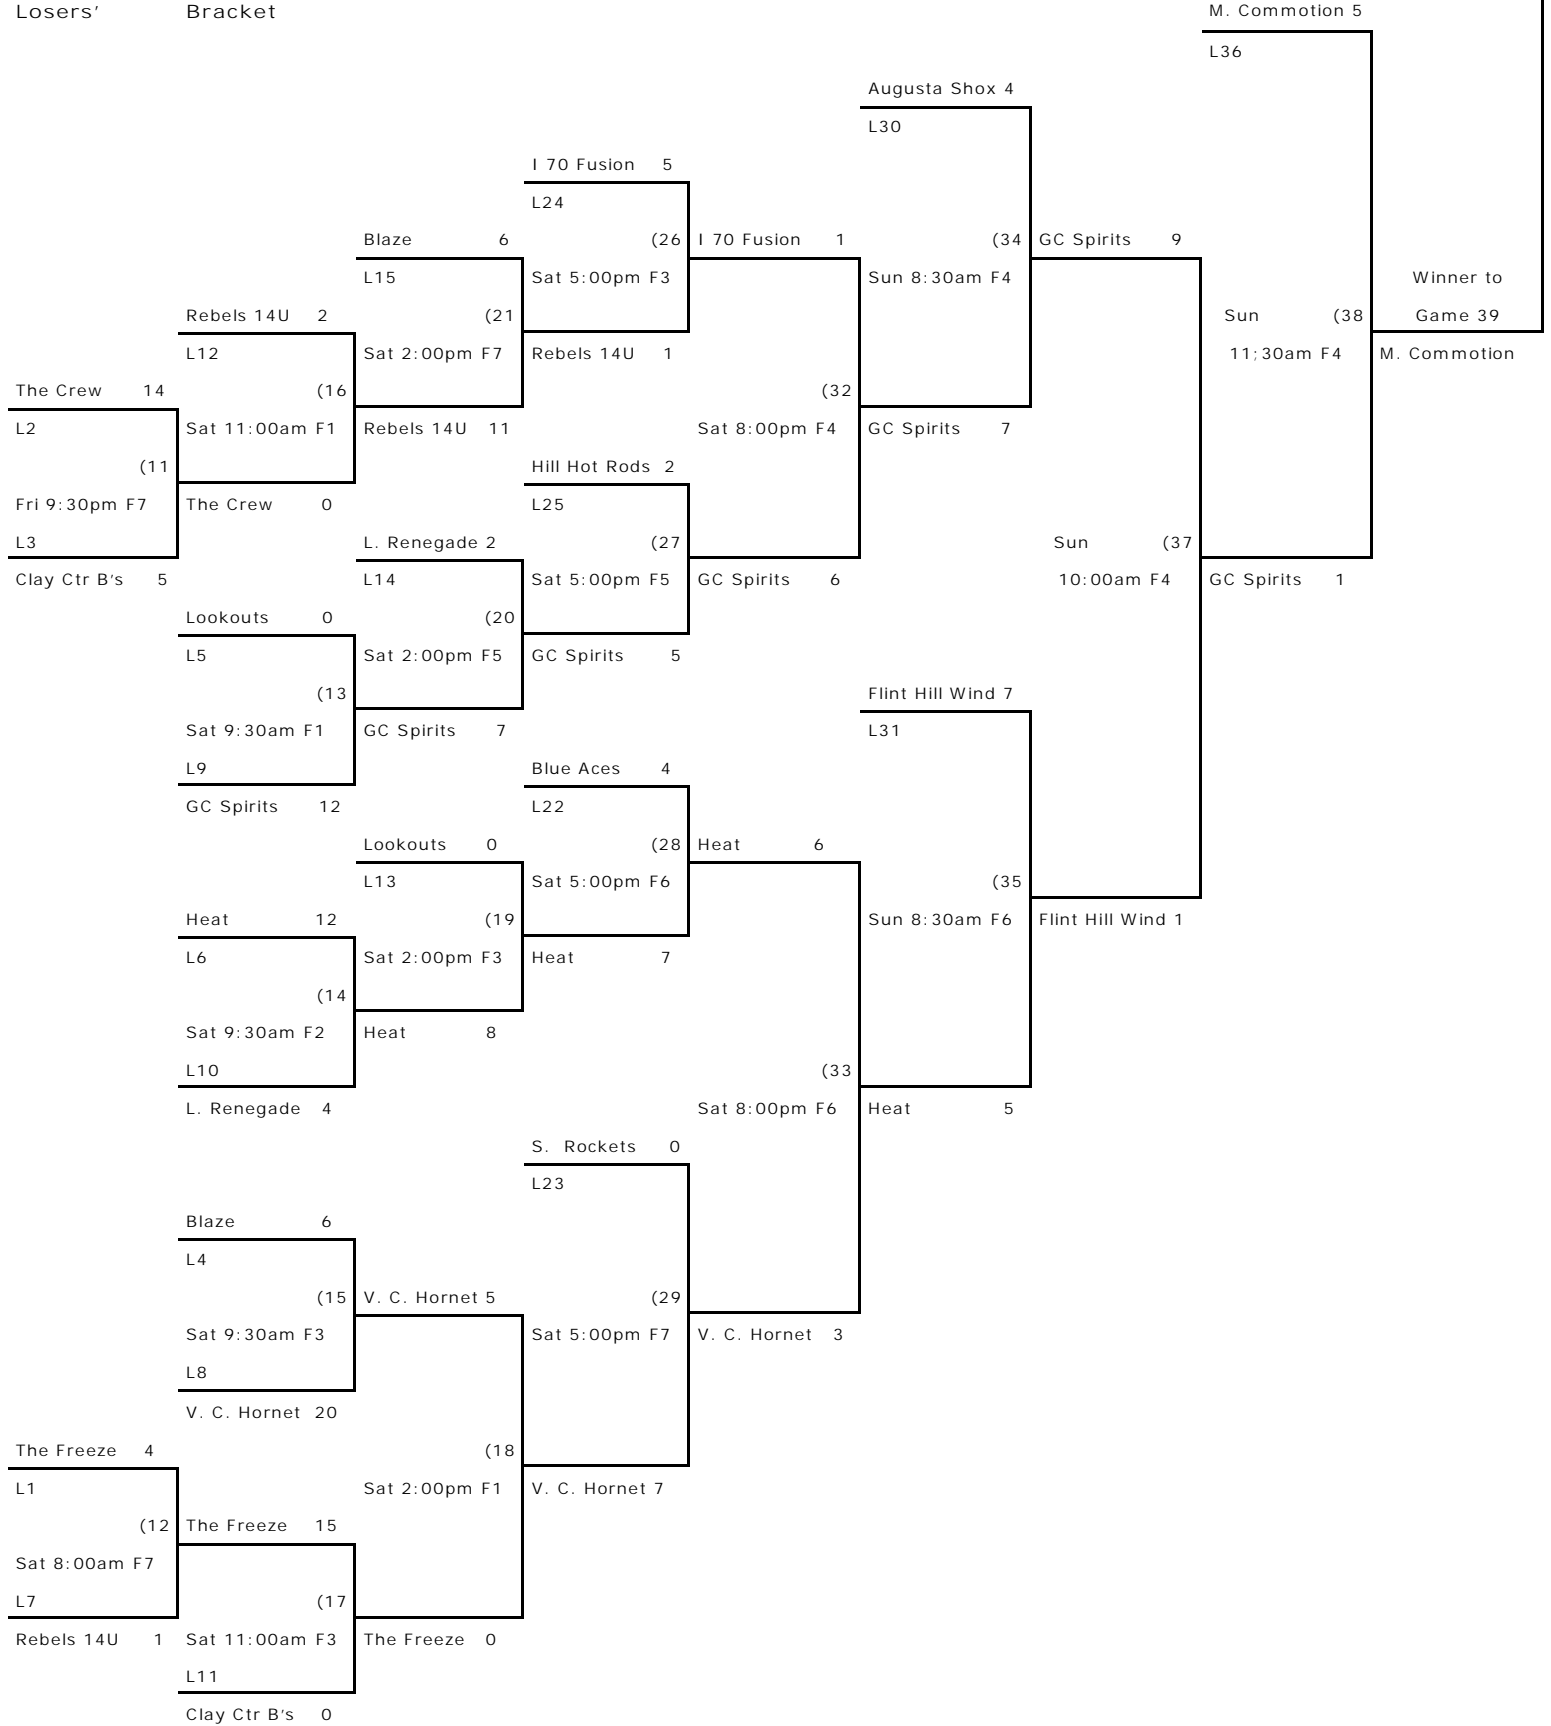 Losers' Bracket
M. Commotion 5
L36
Augusta Shox 4
L30
I 70 Fusion 5
L24
Blaze 6
(26
I 70 Fusion 1
(34
GC Spirits 9
L15
Sat 5:00pm F3
Sun 8:30am F4
Winner to
Rebels 14U 2
(21
Sun (38
Game 39
L12
Sat 2:00pm F7
Rebels 14U 1
11;30am F4
M. Commotion
The Crew 14
(16
(32
L2
Sat 11:00am F1
Rebels 14U 11
Sat 8:00pm F4
GC Spirits 7
(11
Hill Hot Rods 2
Fri 9:30pm F7
The Crew 0
L25
L3
L. Renegade 2
(27
Sun (37
Clay Ctr B's 5
L14
Sat 5:00pm F5
GC Spirits 6
10:00am F4
GC Spirits 1
Lookouts 0
(20
L5
Sat 2:00pm F5
GC Spirits 5
(13
Flint Hill Wind 7
Sat 9:30am F1
GC Spirits 7
L31
L9
Blue Aces 4
GC Spirits 12
L22
Lookouts 0
(28
Heat 6
L13
Sat 5:00pm F6
(35
Heat 12
(19
Sun 8:30am F6
Flint Hill Wind 1
L6
Sat 2:00pm F3
Heat 7
(14
Sat 9:30am F2
Heat 8
L10
(33
L. Renegade 4
Sat 8:00pm F6
Heat 5
S. Rockets 0
L23
Blaze 6
L4
(15
V. C. Hornet 5
(29
Sat 9:30am F3
Sat 5:00pm F7
V. C. Hornet 3
L8
V. C. Hornet 20
The Freeze 4
(18
L1
Sat 2:00pm F1
V. C. Hornet 7
(12
The Freeze 15
Sat 8:00am F7
L7
(17
Rebels 14U 1
Sat 11:00am F3
The Freeze 0
L11
Clay Ctr B's 0